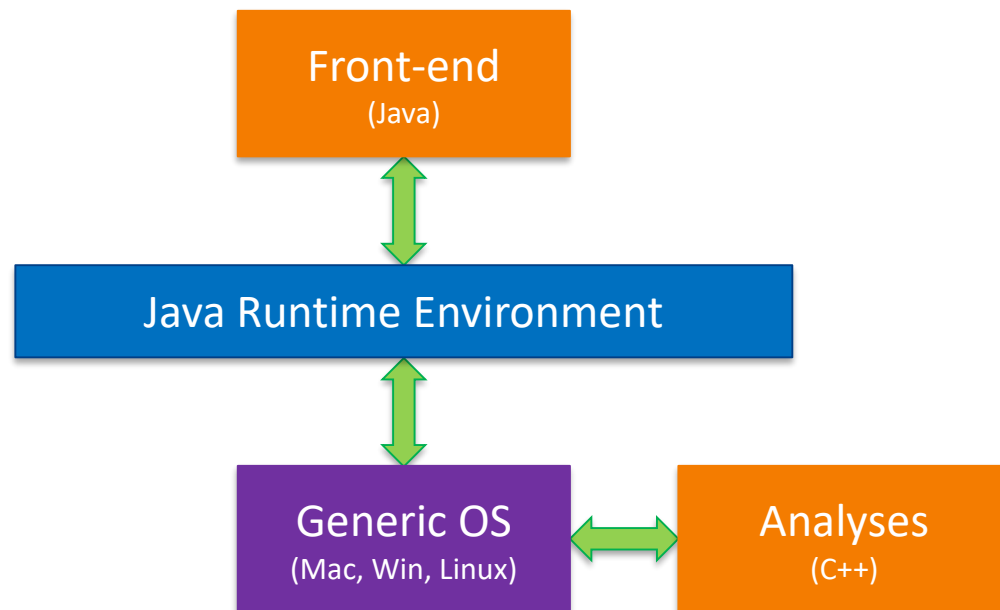 Front-end
(Java)
Java Runtime Environment
Generic OS
(Mac, Win, Linux)
Analyses
(C++)